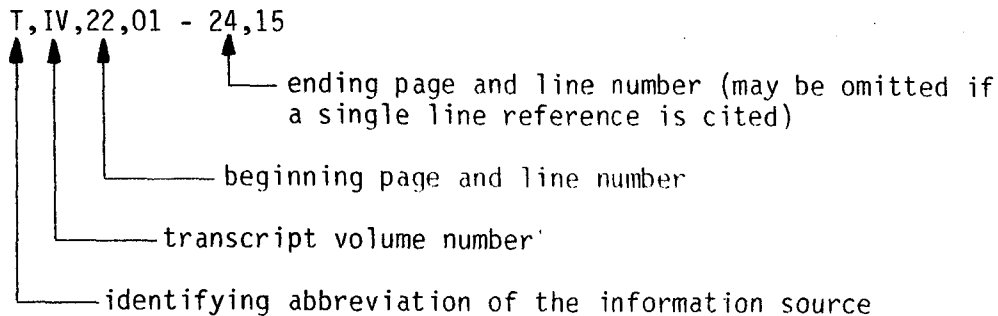 T,IV,22,01 - 24,15
ending page and line number (may be omitted if
a single line reference is cited)
beginning page and line number
transcript volume number
identifying abbreviation of the information source